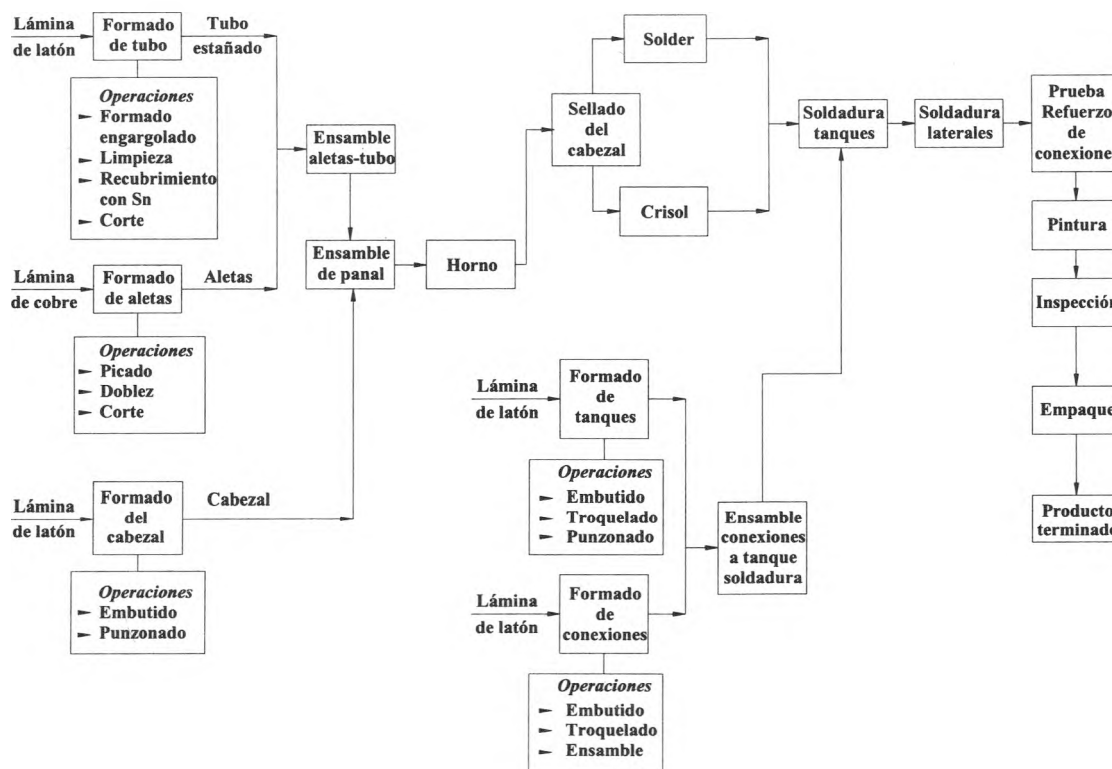 Lámina
de latón
Formado
de tubo
Tubo
estañado
Operaciones
Formado
engargolado
Limpieza
Recubrimiento
con Sn
Corte
Lámina
de cobre
Formado
de aletas
Aletas
Operaciones
Picado
Doblez
Corte
Lámina
de latón
Formado
del
cabezal
Cabezal
Operaciones
Embutido
Punzonado
Ensamble
aletas-tubo
Ensamble
de panal
Horno
Sellado
del
cabezal
Solder
Crisol
Lámina
de latón
Formado
de
tanques
Operaciones
Embutido
Troquelado
Punzonado
Lámina
de latón
Formado
de
conexiones
Operaciones
Embutido
Troquelado
Ensamble
Ensamble
conexiones
a tanque
soldadura
Soldadura
tanques
Soldadura
laterales
Prueba
Refuerzo
de
conexione
Pintura
Inspección
Empaque
Producto
terminado